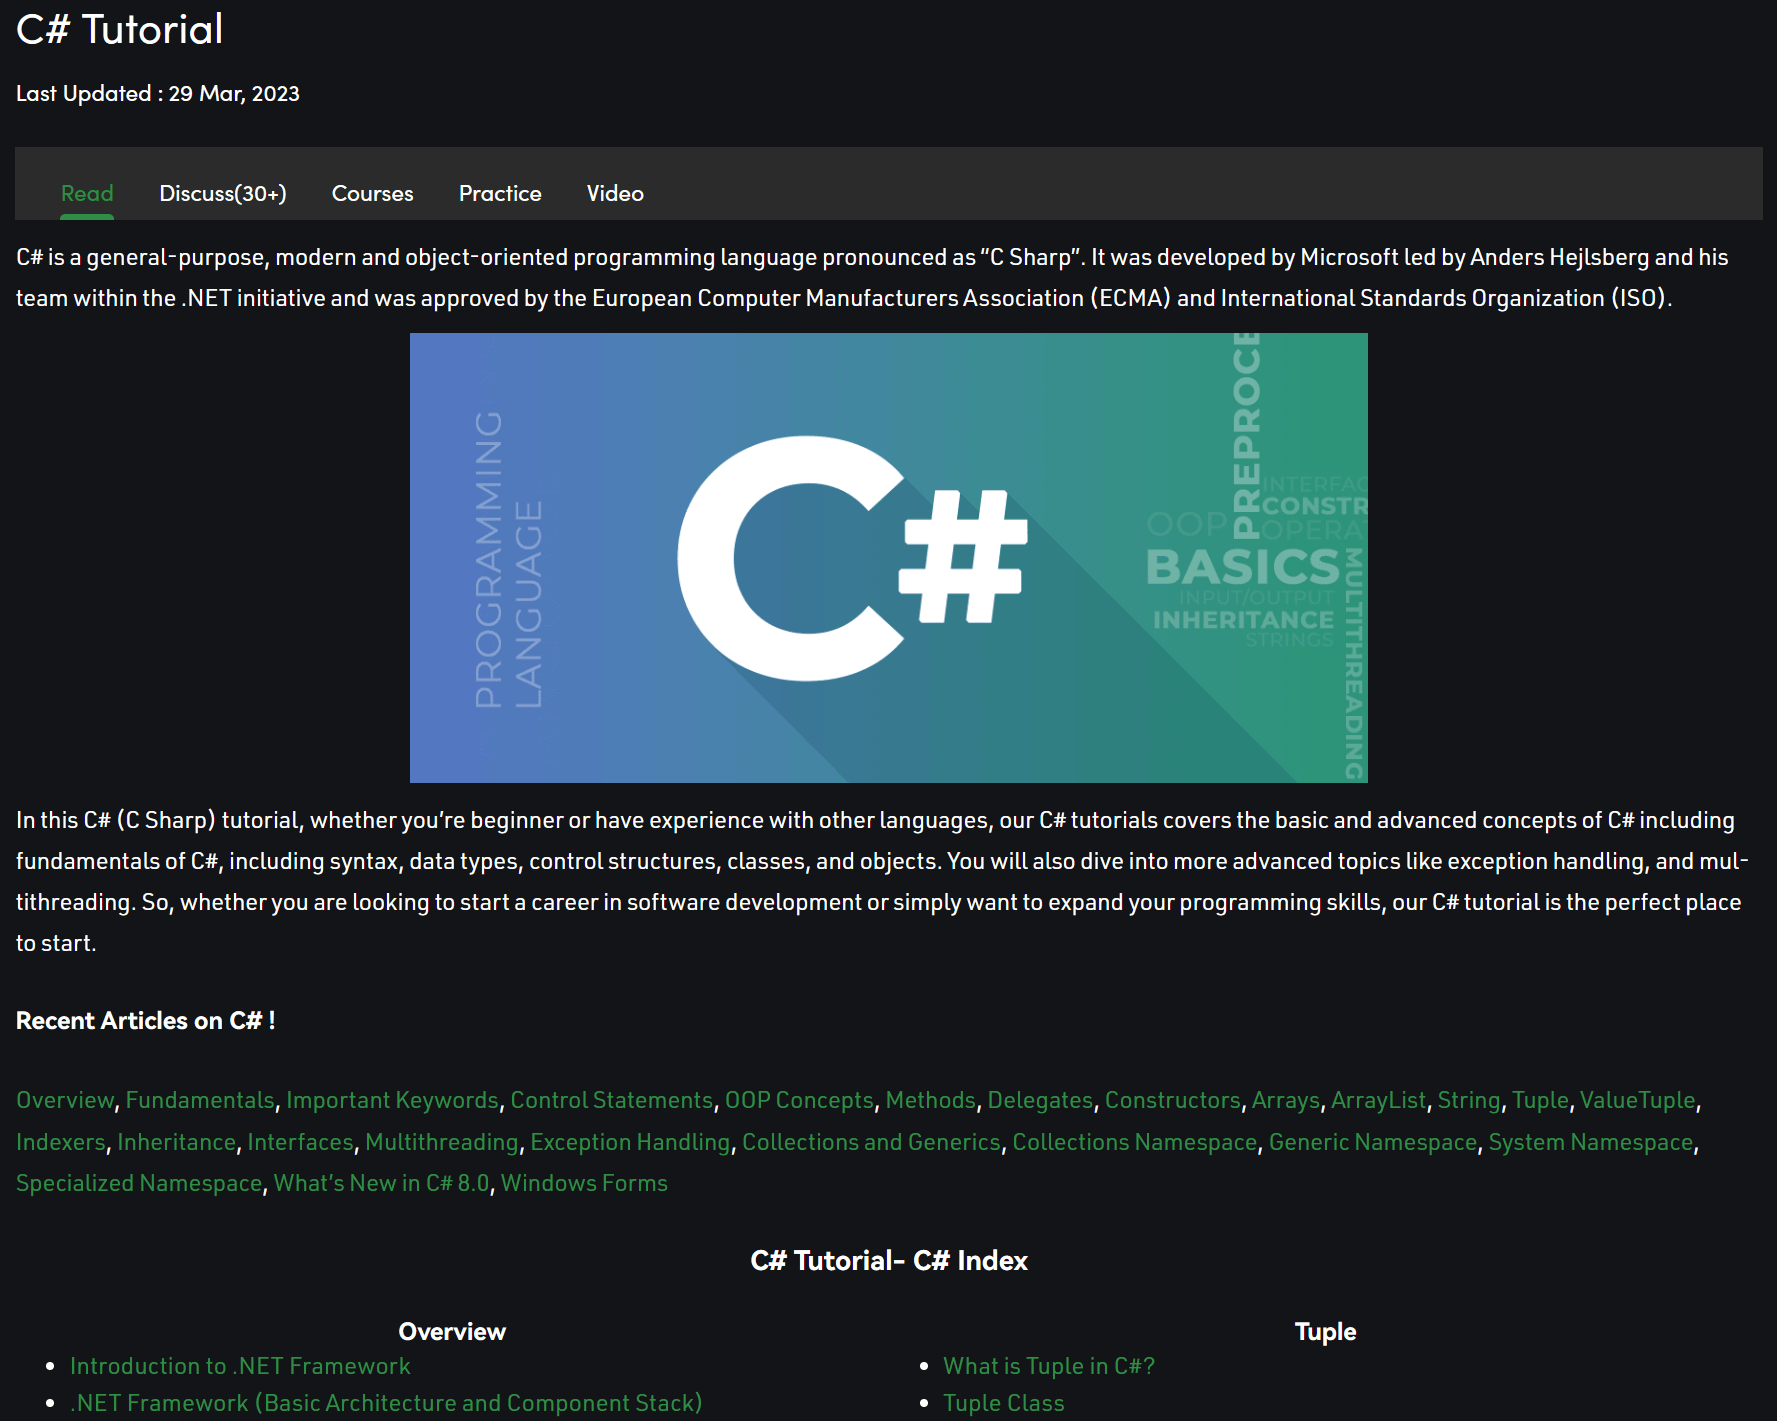 C# Tutorial
Last Updated : 29 Mar, 2023
Read Discuss(30+) Courses Practice Video
C# is a general-purpose, modern and object-oriented programming language pronounced as “C Sharp”. It was developed by Microsoft led by Anders Hejlsberg and his
team within the .NET initiative and was approved by the European Computer Manufacturers Association (ECMA) and International Standards Organization (ISO).
PROGRAMMING
LANGUAGE
C#
PREPROCE
INTERFAC
CONSTR
OOP
OPERA
BASICS
INPUT/OUTPUT
INHERITANCE
STRINGS
MULTITHREADING
In this C# (C Sharp) tutorial, whether you’re beginner or have experience with other languages, our C# tutorials covers the basic and advanced concepts of C# including
fundamentals of C#, including syntax, data types, control structures, classes, and objects. You will also dive into more advanced topics like exception handling, and mul-
tithreading. So, whether you are looking to start a career in software development or simply want to expand your programming skills, our C# tutorial is the perfect place
to start.
Recent Articles on C# !
Overview, Fundamentals, Important Keywords, Control Statements, OOP Concepts, Methods, Delegates, Constructors, Arrays, ArrayList, String, Tuple, ValueTuple,
Indexers, Inheritance, Interfaces, Multithreading, Exception Handling, Collections and Generics, Collections Namespace, Generic Namespace, System Namespace,
Specialized Namespace, What’s New in C# 8.0, Windows Forms
C# Tutorial- C# Index
Overview
• Introduction to .NET Framework
• .NET Framework (Basic Architecture and Component Stack)
Tuple
• What is Tuple in C#?
• Tuple Class